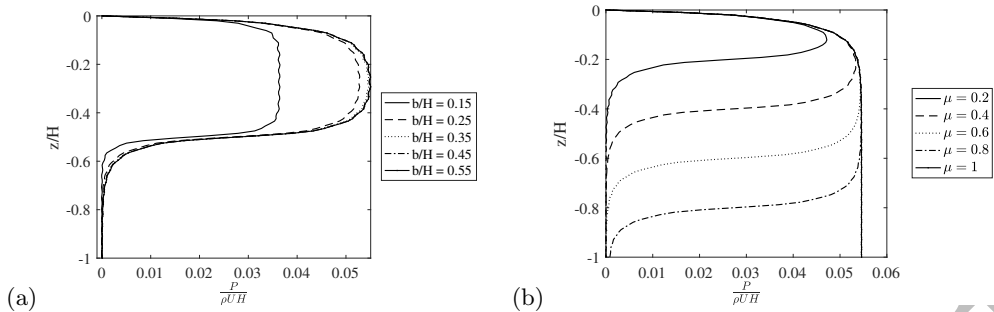 0
-0.2
-0.4
-0.6
-0.8
-1
z/H
0 0.01 0.02 0.03 0.04 0.05
P
ρUH
b/H = 0.15
b/H = 0.25
b/H = 0.35
b/H = 0.45
b/H = 0.55
(a)
0
-0.2
-0.4
-0.6
-0.8
-1
z/H
0 0.01 0.02 0.03 0.04 0.05 0.06
P
ρUH
μ = 0.2
μ = 0.4
μ = 0.6
μ = 0.8
μ = 1
(b)